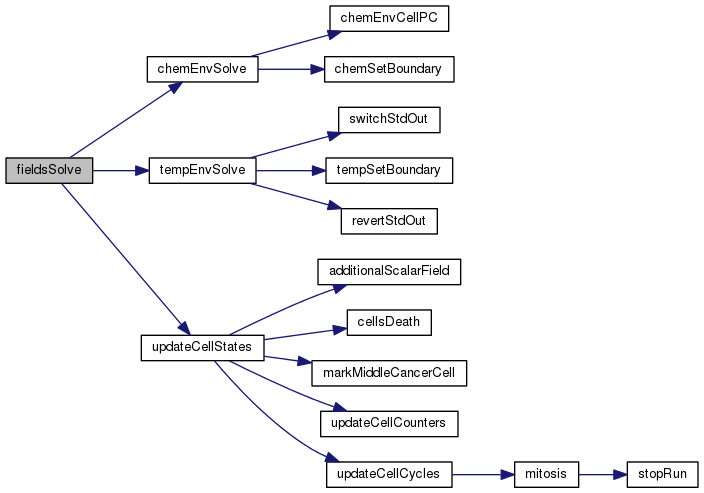 chemEnvCellPC
chemEnvSolve
chemSetBoundary
switchStdOut
fieldsSolve
tempEnvSolve
tempSetBoundary
revertStdOut
additionalScalarField
cellsDeath
updateCellStates
markMiddleCancerCell
updateCellCounters
updateCellCycles
mitosis
stopRun